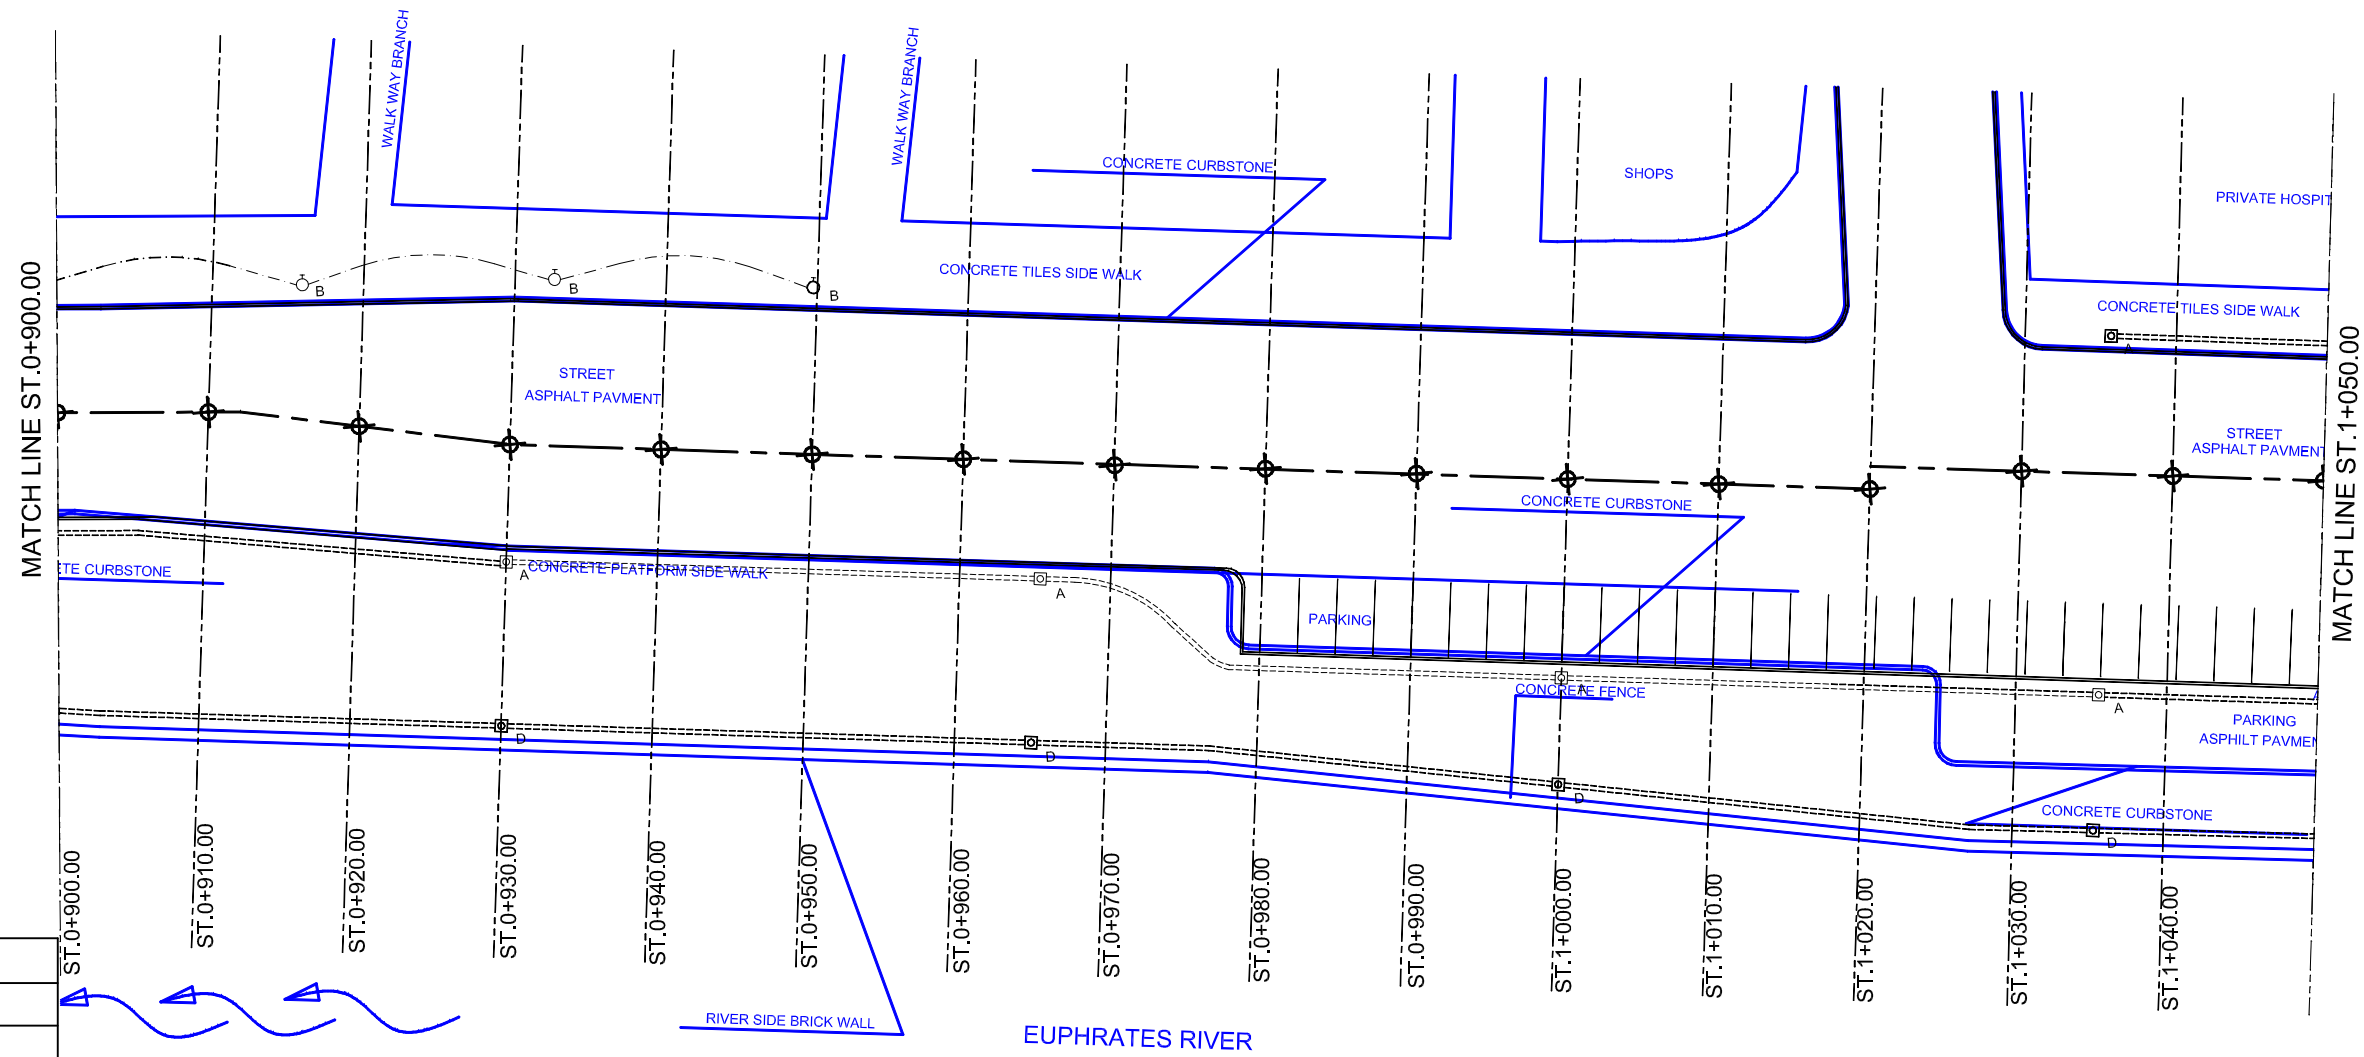 WALK WAY BRANCH
WALK WAY BRANCH
CONCRETE CURBSTONE
SHOPS
PRIVATE HOSPIT
CONCRETE TILES SIDE WALK
CONCRETE TILES SIDE WALK
B
B
B
A
MATCH LINE ST.0+900.00
MATCH LINE ST.1+050.00
STREET
ASPHALT PAVMENT
STREET
ASPHALT PAVMENT
CONCRETE CURBSTONE
TE CURBSTONE
A
CONCRETE PLATFORM SIDE WALK
A
PARKING
A
CONCRETE FENCE
A
A
PARKING
ASPHILT PAVMEN
D
D
D
CONCRETE CURBSTONE
D
ST.0+900.00
ST.0+910.00
ST.0+920.00
ST.0+930.00
ST.0+940.00
ST.0+950.00
ST.0+960.00
ST.0+970.00
ST.0+980.00
ST.0+990.00
ST.1+000.00
ST.1+010.00
ST.1+020.00
ST.1+030.00
ST.1+040.00
RIVER SIDE BRICK WALL
EUPHRATES RIVER